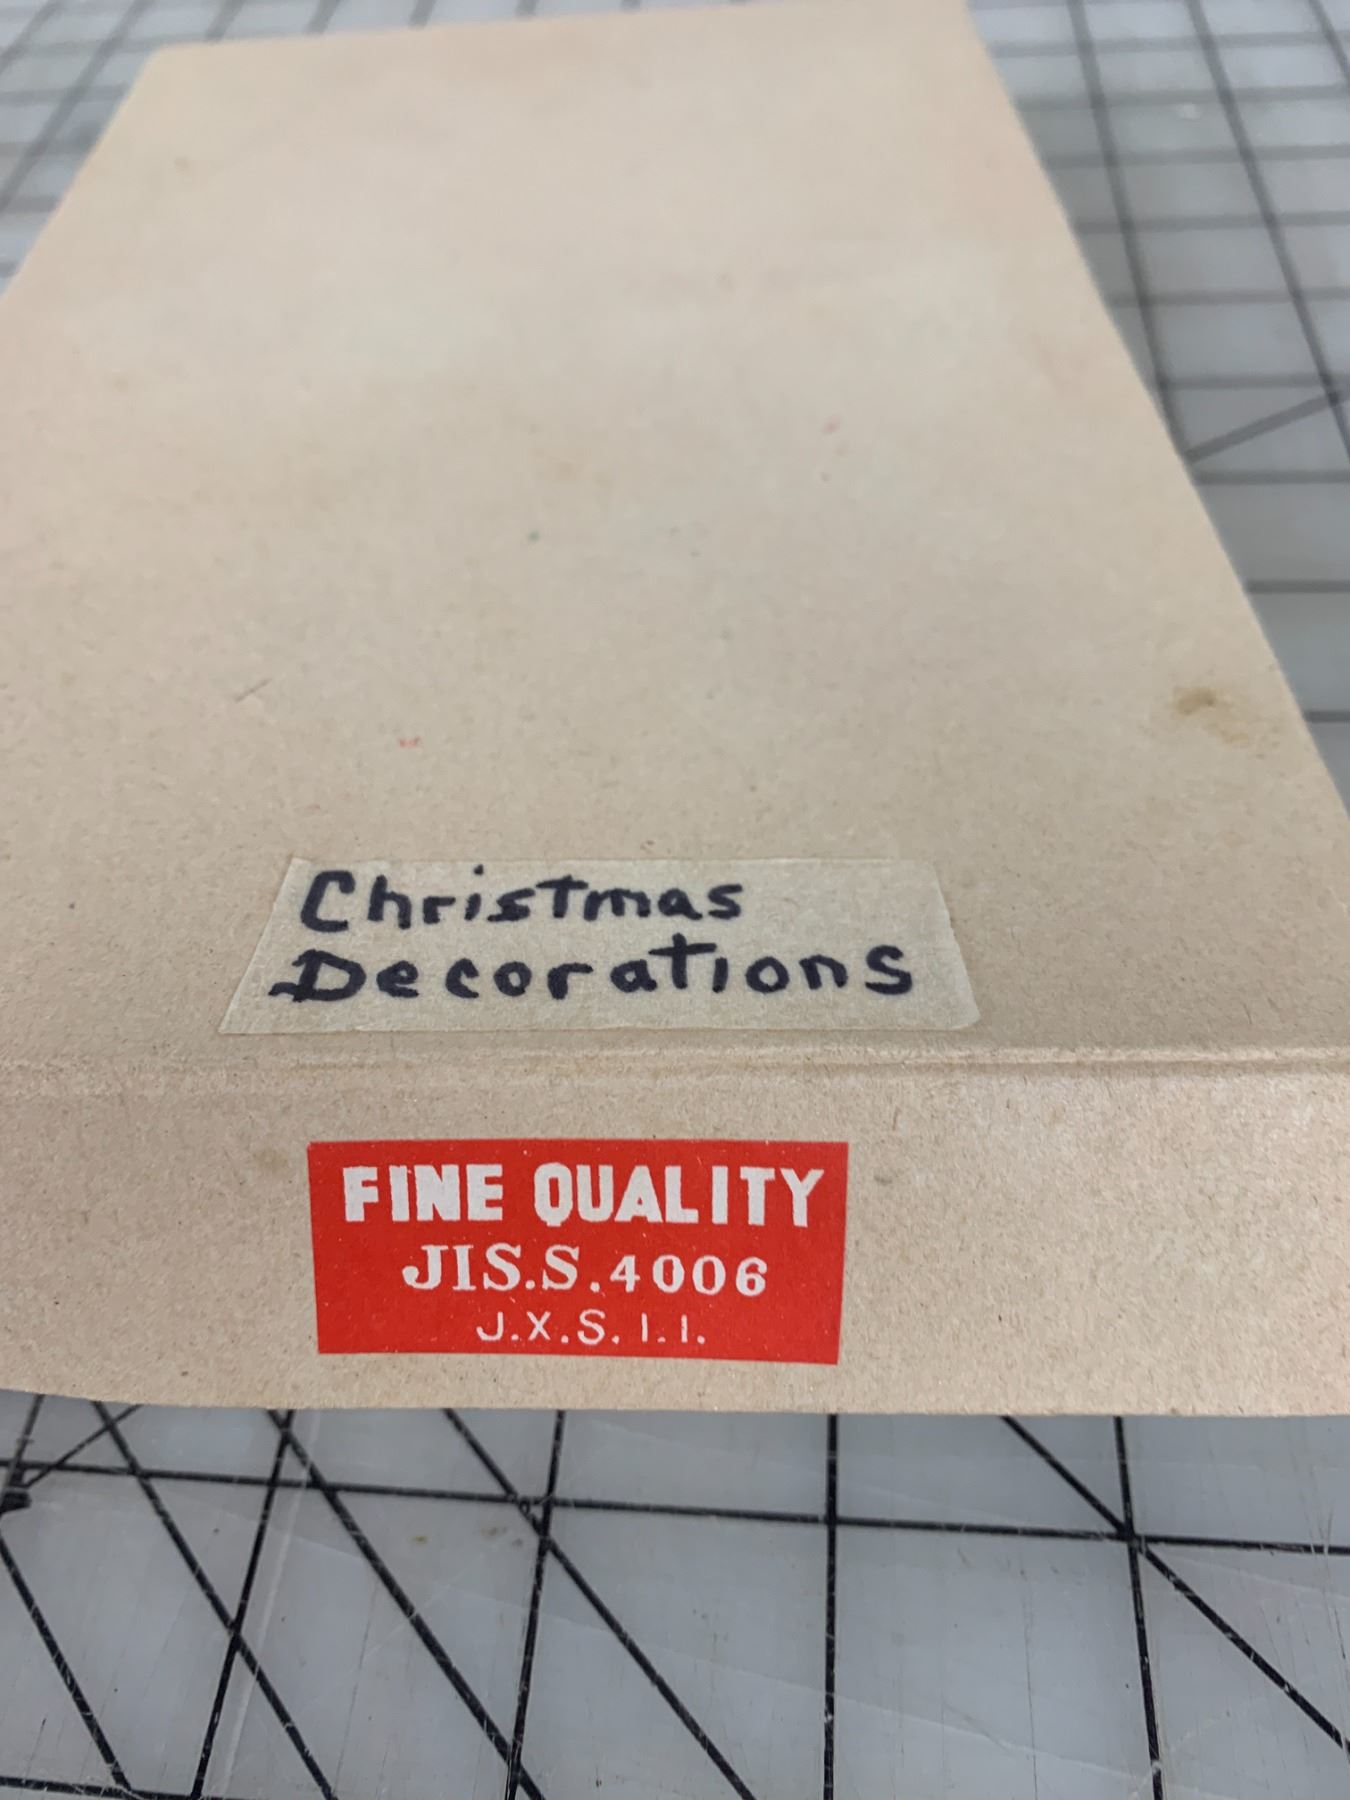 Christmas
Decorations
FINE QUALITY
JIS.S.4006
J.X.S.I.I.